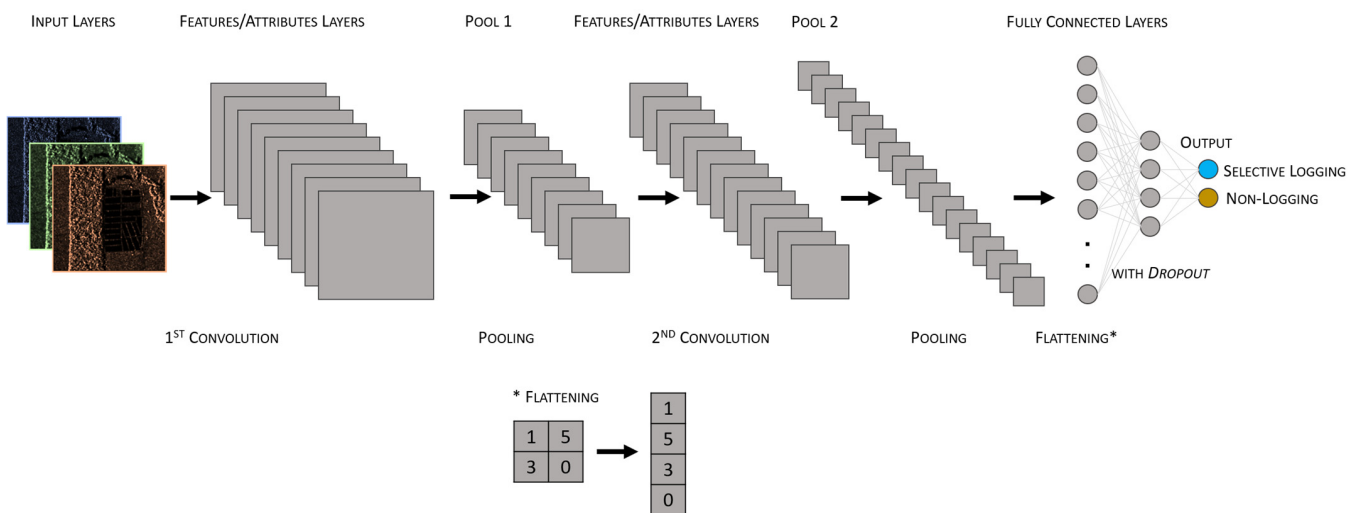 INPUT LAYERS
FEATURES/ATTRIBUTES LAYERS
POOL 1
FEATURES/ATTRIBUTES LAYERS
POOL 2
FULLY CONNECTED LAYERS
OUTPUT
SELECTIVE LOGGING
NON-LOGGING
WITH DROPOUT
1ST CONVOLUTION
POOLING
2ND CONVOLUTION
POOLING
FLATTENING*
* FLATTENING
1 5
3 0
1
5
3
0